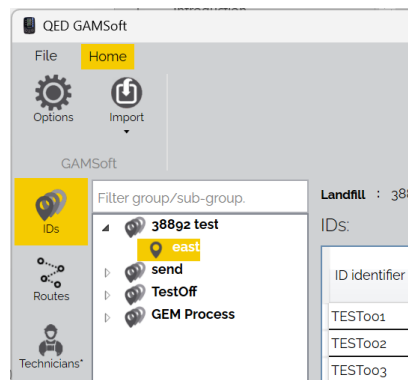 QED GAMSoft
File Home
Options Import
GAMSoft
IDs
Routes
Technicians*
Filter group/sub-group.
38892 test
east
send
TestOff
GEM Process
Landfill : 388
IDs:
ID identifier
TEST001
TEST002
TEST003